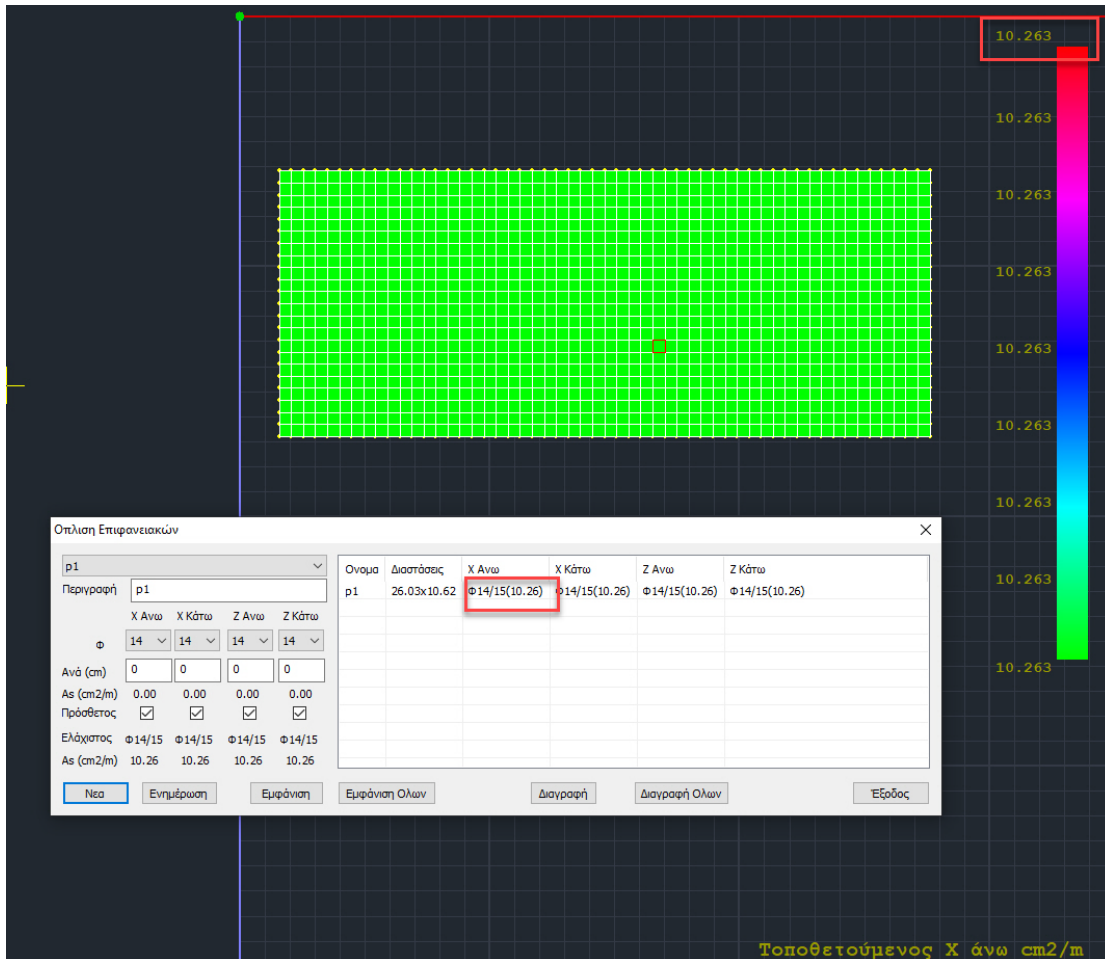 10.263
10.263
10.263
10.263
10.263
10.263
10.263
10.263
10.263
Οπλιση Επιφανειακών
p1
Περιγραφή p1
Χ Ανω Χ Κάτω Ζ Ανω Ζ Κάτω
Φ 14 14 14 14
Ανά (cm) 0 0 0 0
As (cm2/m) 0.00 0.00 0.00 0.00
Πρόσθετος
Ελάχιστος Φ14/15 Φ14/15 Φ14/15 Φ14/15
As (cm2/m) 10.26 10.26 10.26 10.26
Ονομα Διαστάσεις Χ Ανω Χ Κάτω Ζ Ανω Ζ Κάτω
p1 26.03x10.62 Φ14/15(10.26) Φ14/15(10.26) Φ14/15(10.26) Φ14/15(10.26)
Νεα Ενημέρωση Εμφάνιση Εμφάνιση Ολων Διαγραφή Διαγραφή Ολων Έξοδος
Τοποθετούμενος Χ άνω cm2/m